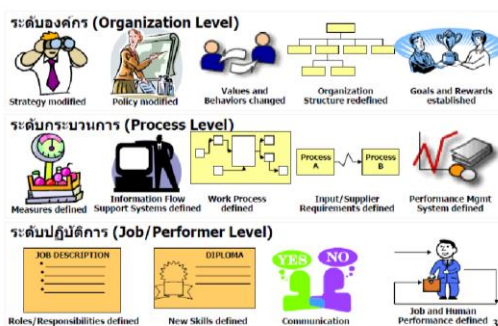 ระดับองค์กร (Organization Level)
Strategy modified
Policy modified
Values and
Behaviors changed
Organization
Structure redefined
Goals and Rewards
established
ระดับกระบวนการ (Process Level)
Measures defined
Information Flow
Support Systems defined
Work Process
defined
Process
A
Process
B
Input/Supplier
Requirements defined
Performance Mgmt
System defined
ระดับปฏิบัติการ (Job/Performer Level)
JOB DESCRIPTION
Roles/Responsibilities defined
DIPLOMA
New Skills defined
YES
NO
Communication
Job and Human
Performance defined
3